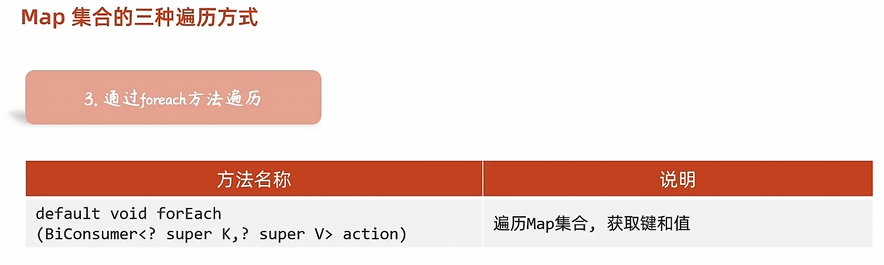 Map 集合的三种遍历方式
3. 通过foreach方法遍历
方法名称
说明
default void forEach
(BiConsumer<? super K,? super V> action)
遍历Map集合, 获取键和值